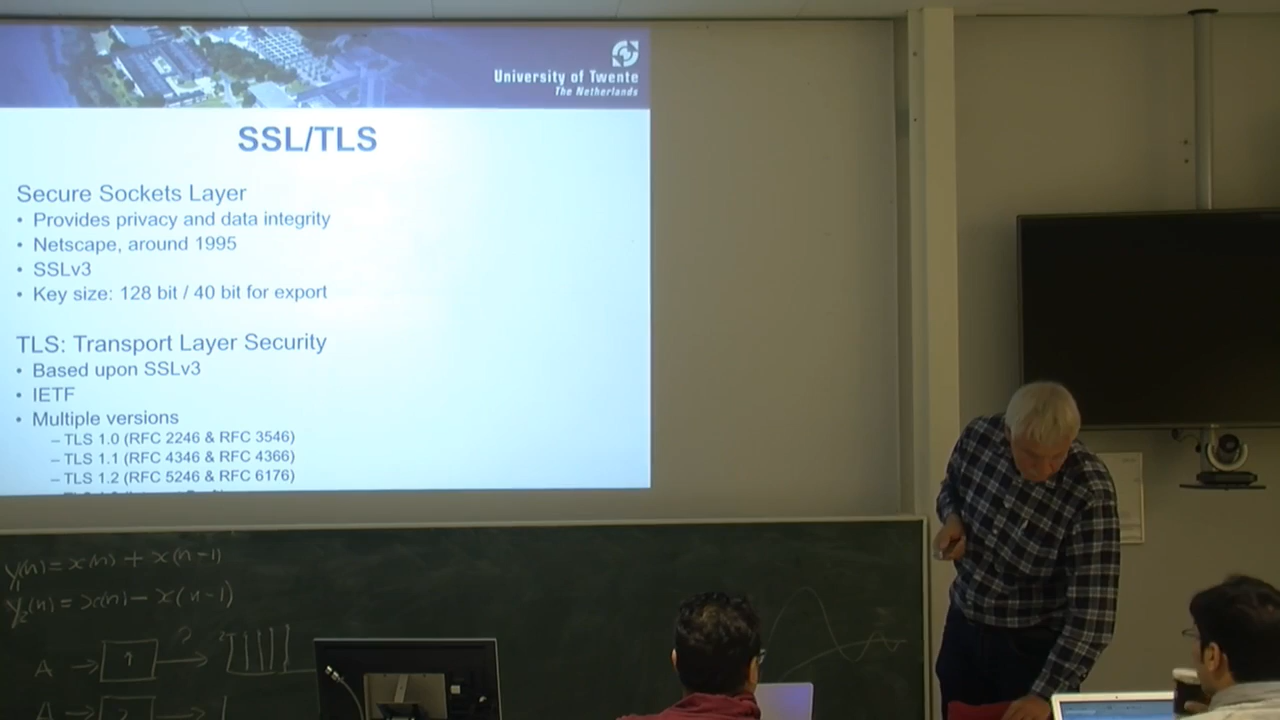 University of Twente
The Netherlands
SSL/TLS
Secure Sockets Layer
• Provides privacy and data integrity
• Netscape, around 1995
• SSLv3
• Key size: 128 bit / 40 bit for export
TLS: Transport Layer Security
• Based upon SSLv3
• IETF
• Multiple versions
– TLS 1.0 (RFC 2246 & RFC 3546)
– TLS 1.1 (RFC 4346 & RFC 4366)
– TLS 1.2 (RFC 5246 & RFC 6176)
y₁(n) = x(n) + x(n-1)
y₂(n) = x(n) - x(n-1)
A → 1 → ?
A → 2 →